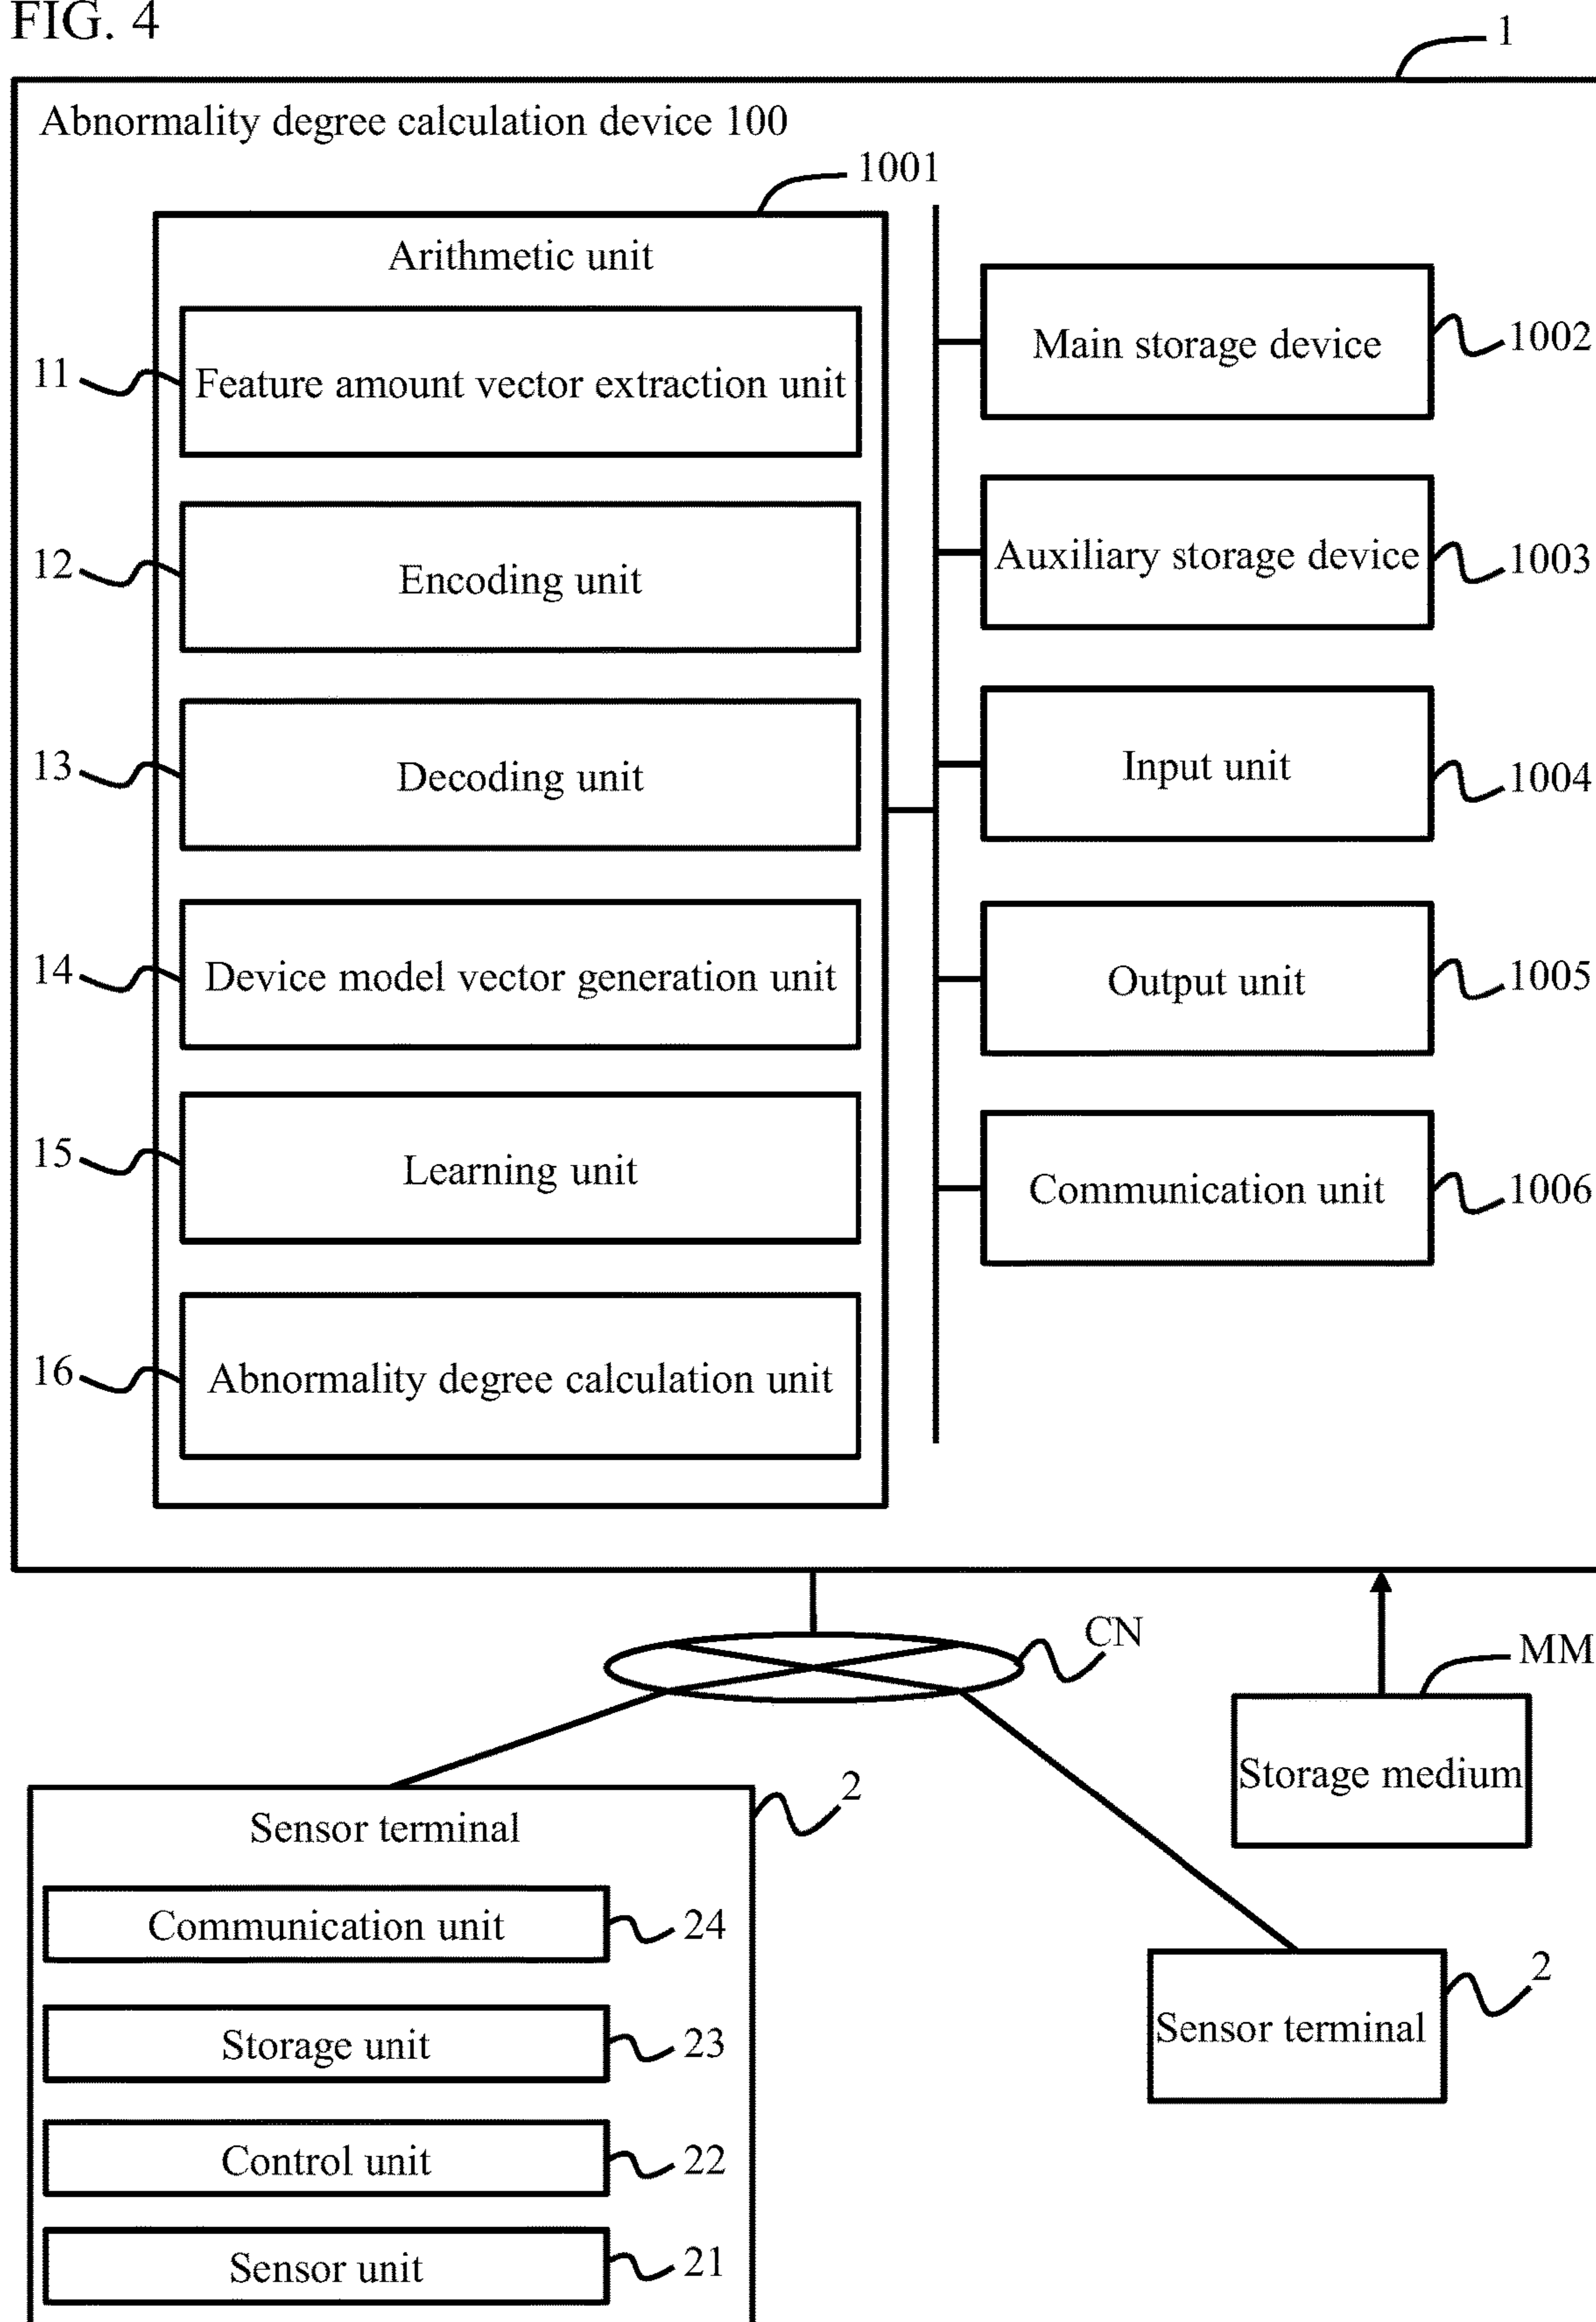 FIG. 4
1
Abnormality degree calculation device 100
1001
Arithmetic unit
11
Feature amount vector extraction unit
12
Encoding unit
13
Decoding unit
14
Device model vector generation unit
15
Learning unit
16
Abnormality degree calculation unit
Main storage device
1002
Auxiliary storage device
1003
Input unit
1004
Output unit
1005
Communication unit
1006
CN
MM
Storage medium
2
Sensor terminal
Communication unit
24
Storage unit
23
Control unit
22
Sensor unit
21
2
Sensor terminal